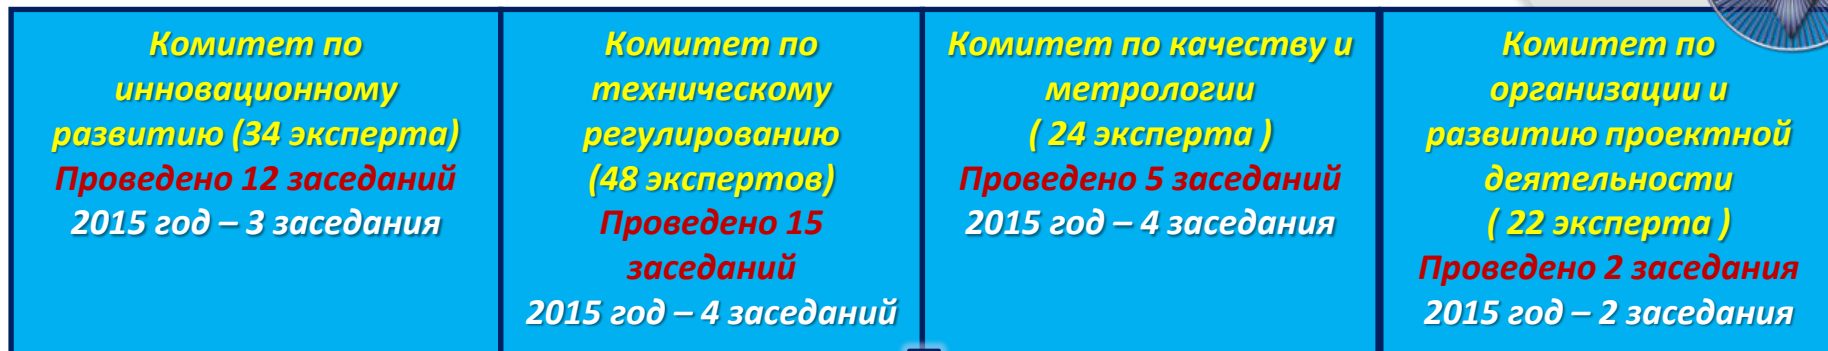 Комитет по
инновационному
развитию (34 эксперта)
Проведено 12 заседаний
2015 год – 3 заседания
Комитет по
техническому
регулированию
(48 экспертов)
Проведено 15
заседаний
2015 год – 4 заседаний
Комитет по качеству и
метрологии
( 24 эксперта )
Проведено 5 заседаний
2015 год – 4 заседания
Комитет по
организации и
развитию проектной
деятельности
( 22 эксперта )
Проведено 2 заседания
2015 год – 2 заседания